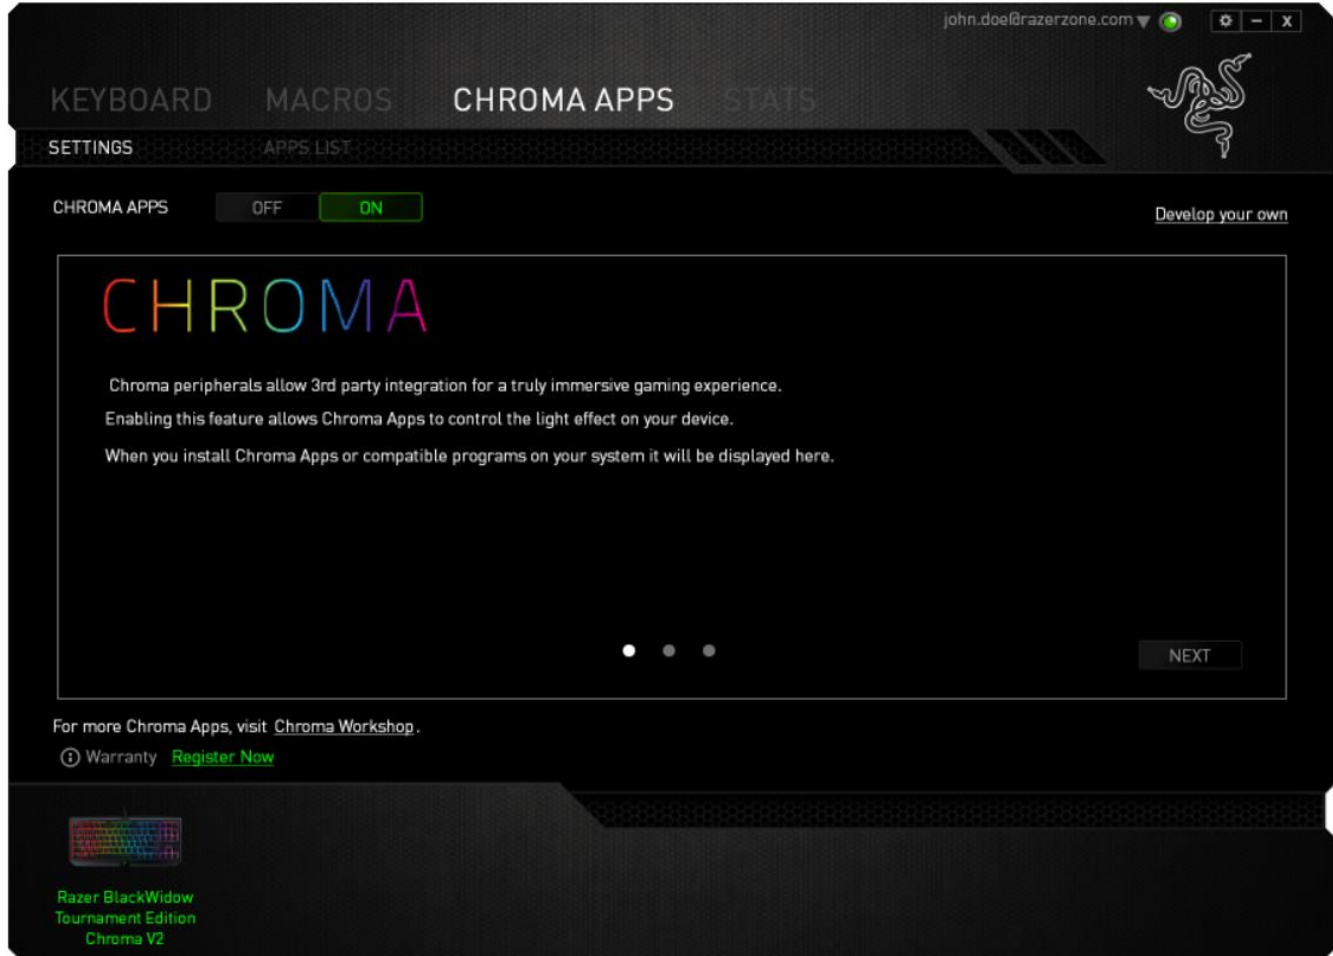 john.doe@razerzone.com
KEYBOARD MACROS CHROMA APPS STATS
SETTINGS APPS LIST
CHROMA APPS OFF ON
Develop your own
CHROMA
Chroma peripherals allow 3rd party integration for a truly immersive gaming experience.
Enabling this feature allows Chroma Apps to control the light effect on your device.
When you install Chroma Apps or compatible programs on your system it will be displayed here.
NEXT
For more Chroma Apps, visit Chroma Workshop.
Warranty Register Now
Razer BlackWidow
Tournament Edition
Chroma V2